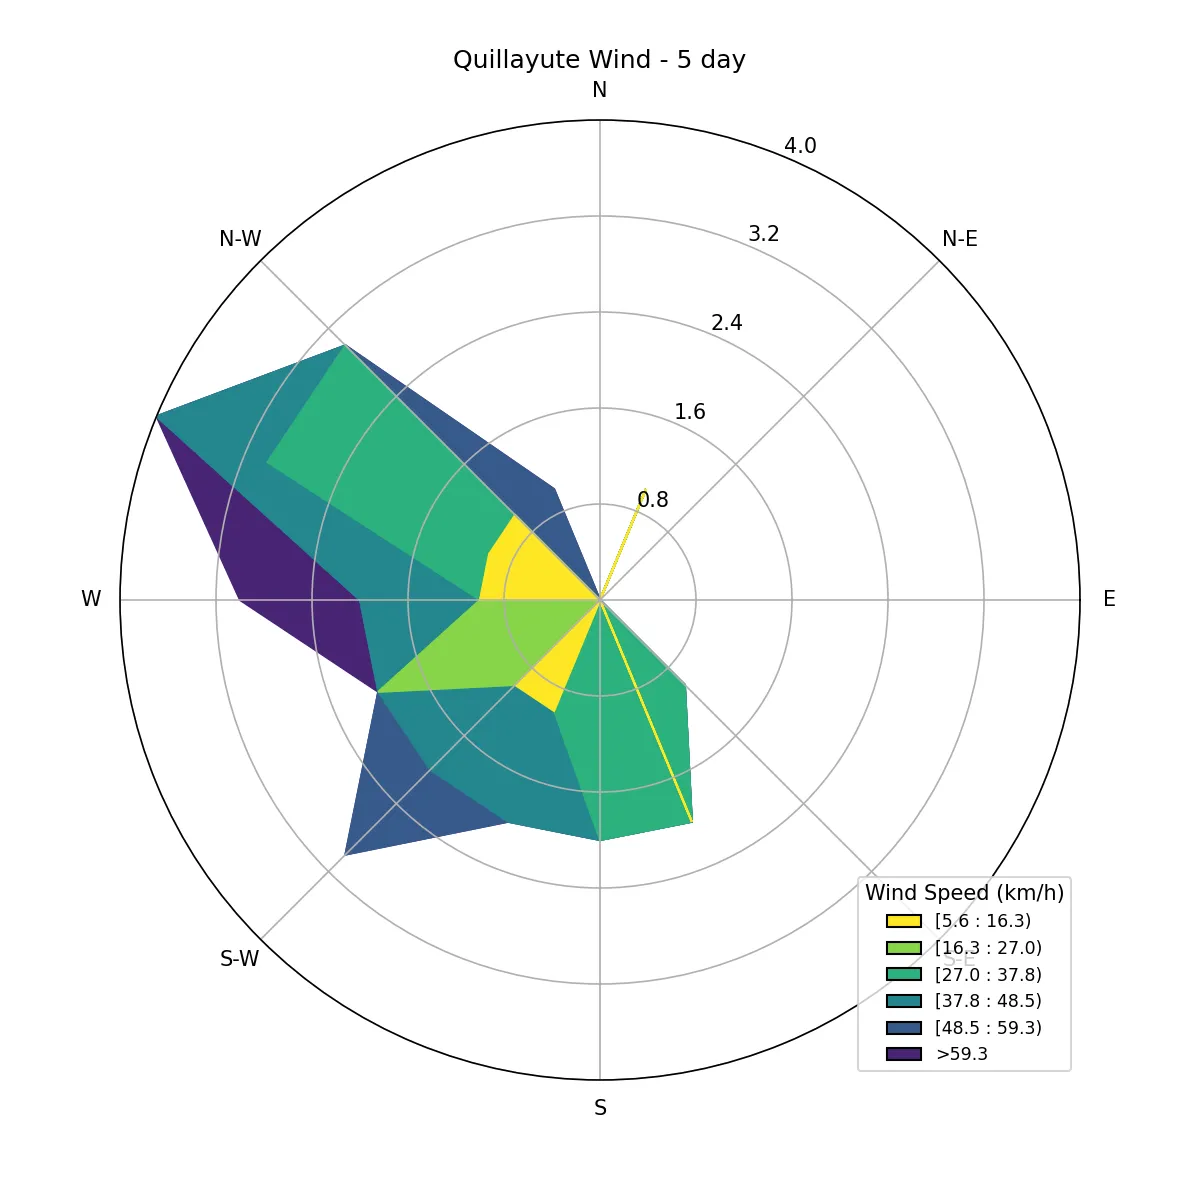 Quillayute Wind - 5 day
N
4.0
N-W
3.2
N-E
2.4
1.6
0.8
W
E
S-W
S-E
Wind Speed (km/h)
[5.6 : 16.3)
[16.3 : 27.0)
[27.0 : 37.8)
[37.8 : 48.5)
[48.5 : 59.3)
>59.3
S